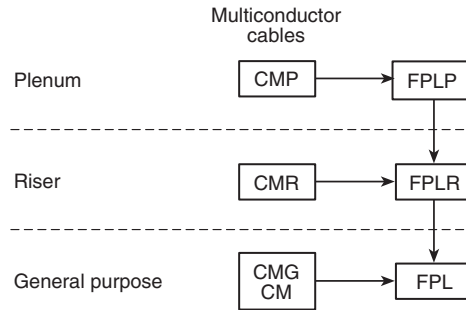 Multiconductor
cables
Plenum
CMP
FPLP
Riser
CMR
FPLR
General purpose
CMG
CM
FPL